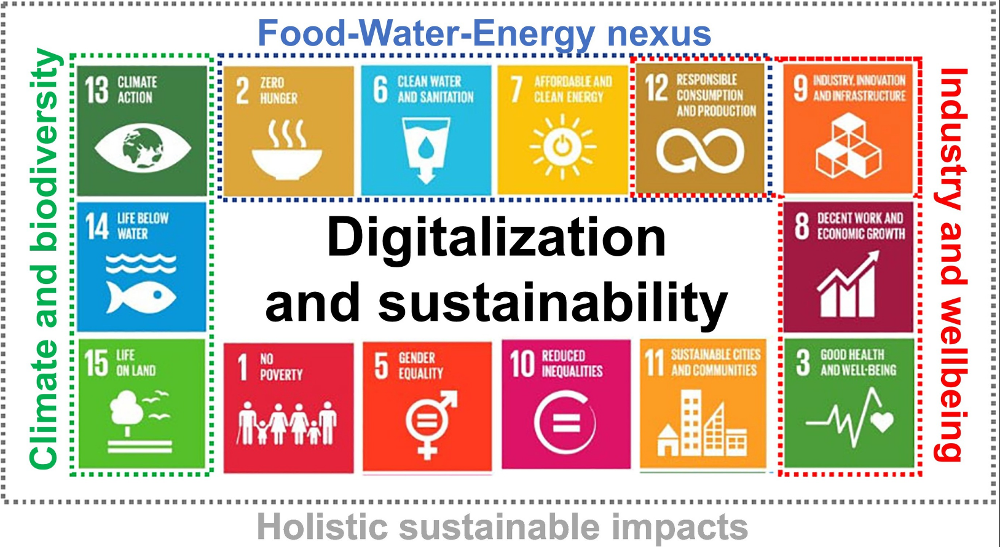 Food-Water-Energy nexus
Climate and biodiversity
13 CLIMATE
ACTION
2 ZERO
HUNGER
6 CLEAN WATER
AND SANITATION
7 AFFORDABLE AND
CLEAN ENERGY
12 RESPONSIBLE
CONSUMPTION
AND PRODUCTION
9 INDUSTRY, INNOVATION
AND INFRASTRUCTURE
Industry and wellbeing
14 LIFE BELOW
WATER
Digitalization
and sustainability
8 DECENT WORK AND
ECONOMIC GROWTH
15 LIFE
ON LAND
1 NO
POVERTY
5 GENDER
EQUALITY
10 REDUCED
INEQUALITIES
11 SUSTAINABLE CITIES
AND COMMUNITIES
3 GOOD HEALTH
AND WELL-BEING
Holistic sustainable impacts